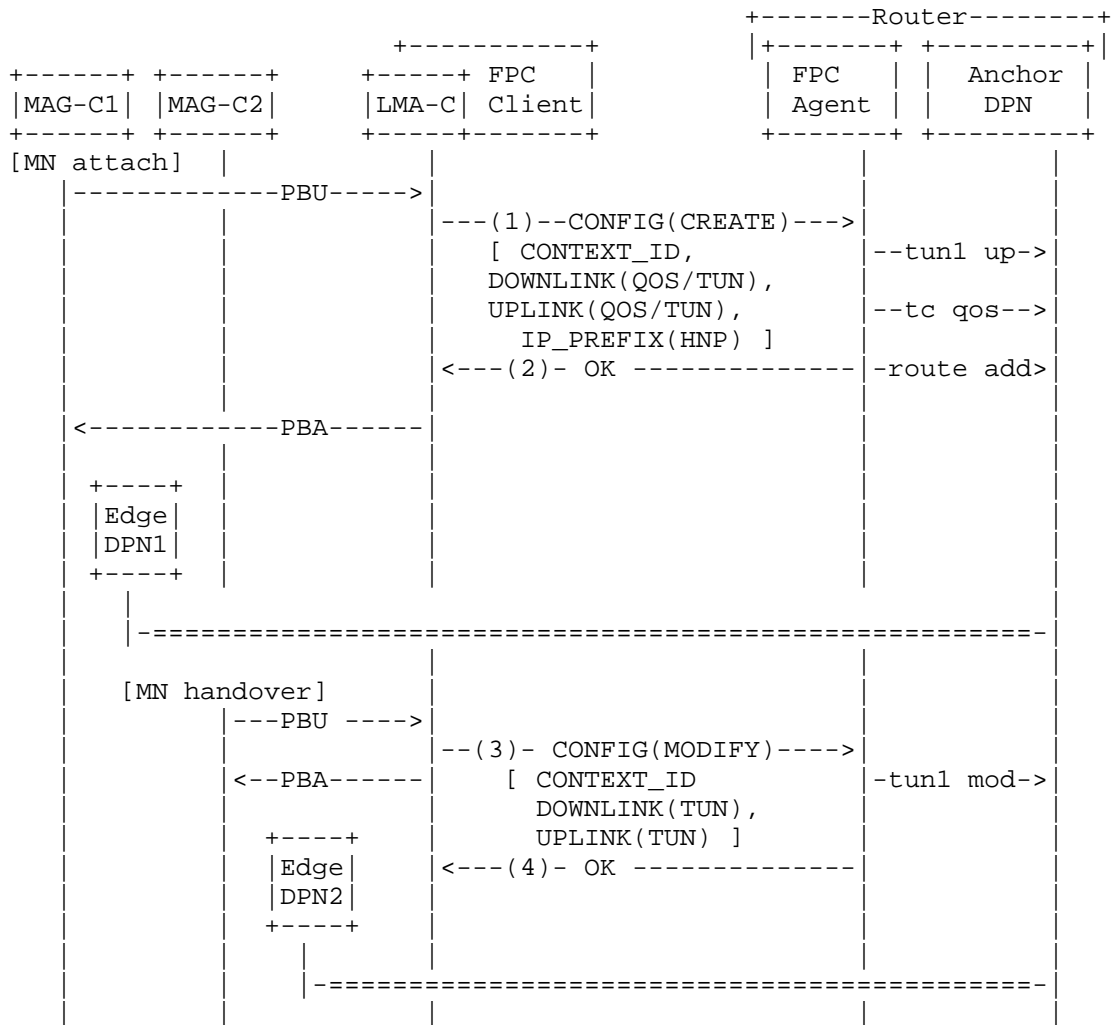 Router
FPC FPC Anchor
MAG-C1 MAG-C2 LMA-C Client Agent DPN
[MN attach]
PBU
(1)--CONFIG(CREATE)
[ CONTEXT_ID, tun1 up
DOWNLINK(QOS/TUN),
UPLINK(QOS/TUN), tc qos
IP_PREFIX(HNP) ]
(2)- OK route add
PBA
Edge
DPN1
[MN handover]
PBU
(3)- CONFIG(MODIFY)
PBA [ CONTEXT_ID tun1 mod
DOWNLINK(TUN),
UPLINK(TUN) ]
Edge (4)- OK
DPN2